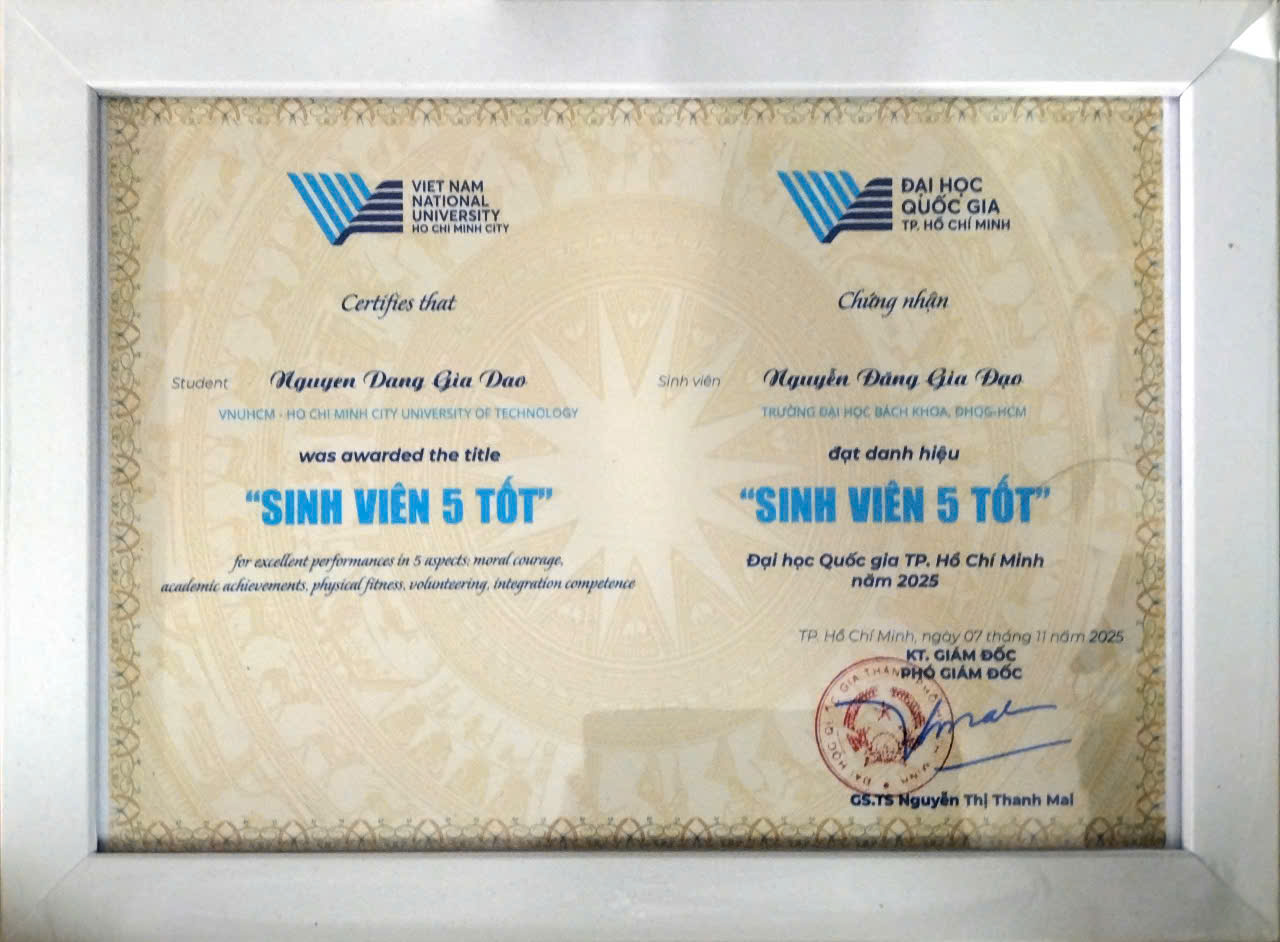 VIET NAM
NATIONAL
UNIVERSITY
HO CHI MINH CITY
Certifies that
Student Nguyen Dang Gia Dao
VNUHCM - HO CHI MINH CITY UNIVERSITY OF TECHNOLOGY
was awarded the title
“SINH VIÊN 5 TỐT”
for excellent performances in 5 aspects: moral courage,
academic achievements, physical fitness, volunteering, integration competence
ĐẠI HỌC
QUỐC GIA
TP. HỒ CHÍ MINH
Chứng nhận
Sinh viên Nguyễn Đăng Gia Đạo
TRƯỜNG ĐẠI HỌC BÁCH KHOA, ĐHQG-HCM
đạt danh hiệu
“SINH VIÊN 5 TỐT”
Đại học Quốc gia TP. Hồ Chí Minh
năm 2025
TP. Hồ Chí Minh, ngày 07 tháng 11 năm 2025
KT. GIÁM ĐỐC
PHÓ GIÁM ĐỐC
GS.TS Nguyễn Thị Thanh Mai